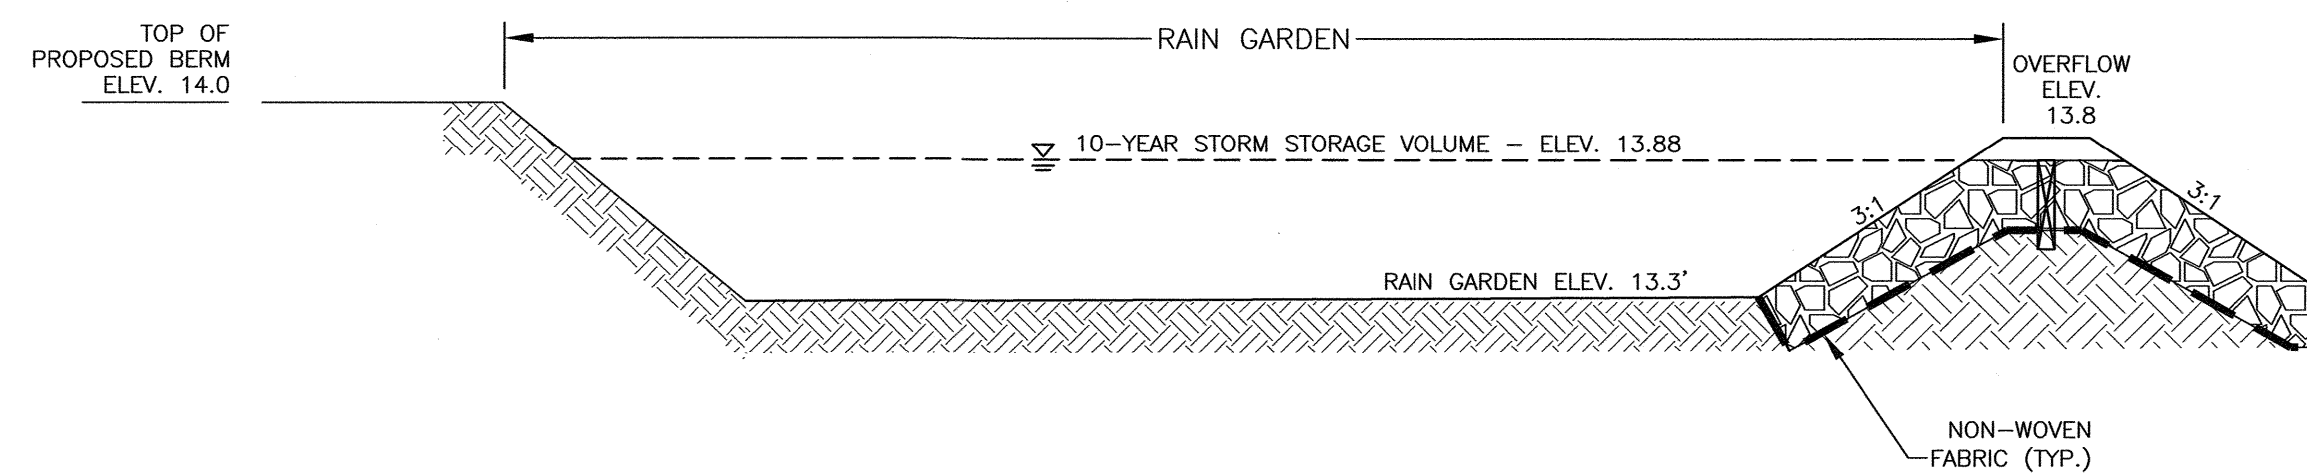 TOP OF
PROPOSED BERM
ELEV. 14.0
RAIN GARDEN
OVERFLOW
ELEV.
13.8
10-YEAR STORM STORAGE VOLUME – ELEV. 13.88
3:1
3:1
RAIN GARDEN ELEV. 13.3'
NON-WOVEN
FABRIC (TYP.)